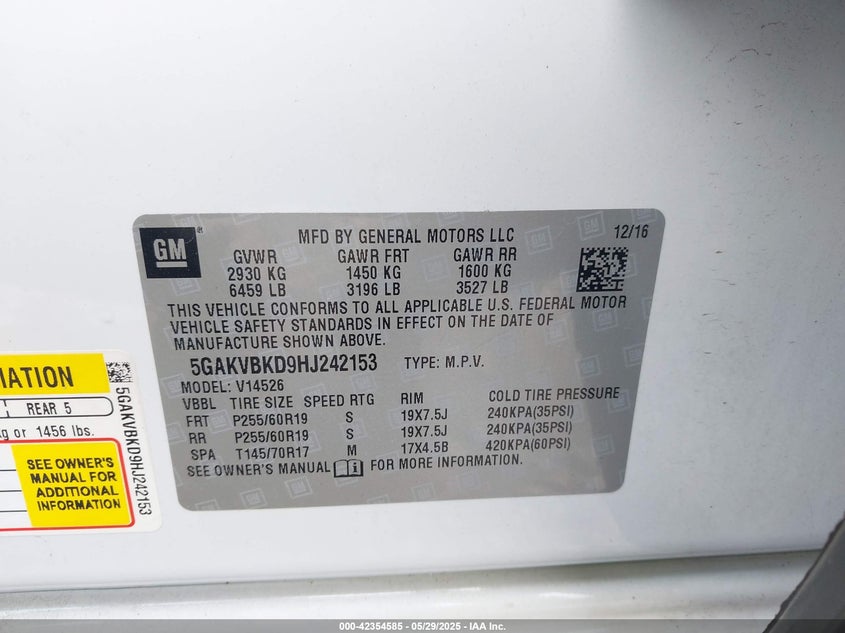 GM
MFD BY GENERAL MOTORS LLC
12/16
GVWR GAWR FRT GAWR RR
2930 KG 1450 KG 1600 KG
6459 LB 3196 LB 3527 LB
THIS VEHICLE CONFORMS TO ALL APPLICABLE U.S. FEDERAL MOTOR
VEHICLE SAFETY STANDARDS IN EFFECT ON THE DATE OF
MANUFACTURE SHOWN ABOVE.
5GAKVBKD9HJ242153 TYPE: M.P.V.
MODEL: V14526
VBBL TIRE SIZE SPEED RTG RIM COLD TIRE PRESSURE
FRT P255/60R19 S 19X7.5J 240KPA(35PSI)
RR P255/60R19 S 19X7.5J 240KPA(35PSI)
SPA T145/70R17 M 17X4.5B 420KPA(60PSI)
SEE OWNER'S MANUAL FOR MORE INFORMATION.
REAR 5
or 1456 lbs.
SEE OWNER'S
MANUAL FOR
ADDITIONAL
INFORMATION
5GAKVBKD9HJ242153
000-42354585 - 05/29/2025 - IAA Inc.